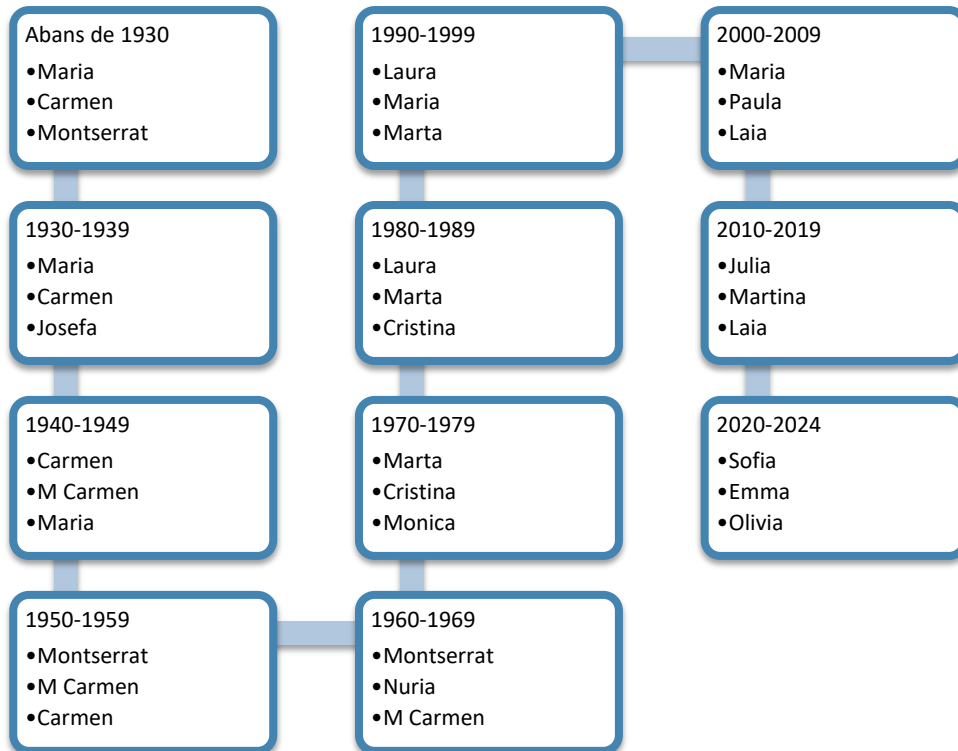 Abans de 1930
•Maria
•Carmen
•Montserrat
1930-1939
•Maria
•Carmen
•Josefa
1940-1949
•Carmen
•M Carmen
•Maria
1950-1959
•Montserrat
•M Carmen
•Carmen
1960-1969
•Montserrat
•Nuria
•M Carmen
1970-1979
•Marta
•Cristina
•Monica
1980-1989
•Laura
•Marta
•Cristina
1990-1999
•Laura
•Maria
•Marta
2000-2009
•Maria
•Paula
•Laia
2010-2019
•Julia
•Martina
•Laia
2020-2024
•Sofia
•Emma
•Olivia